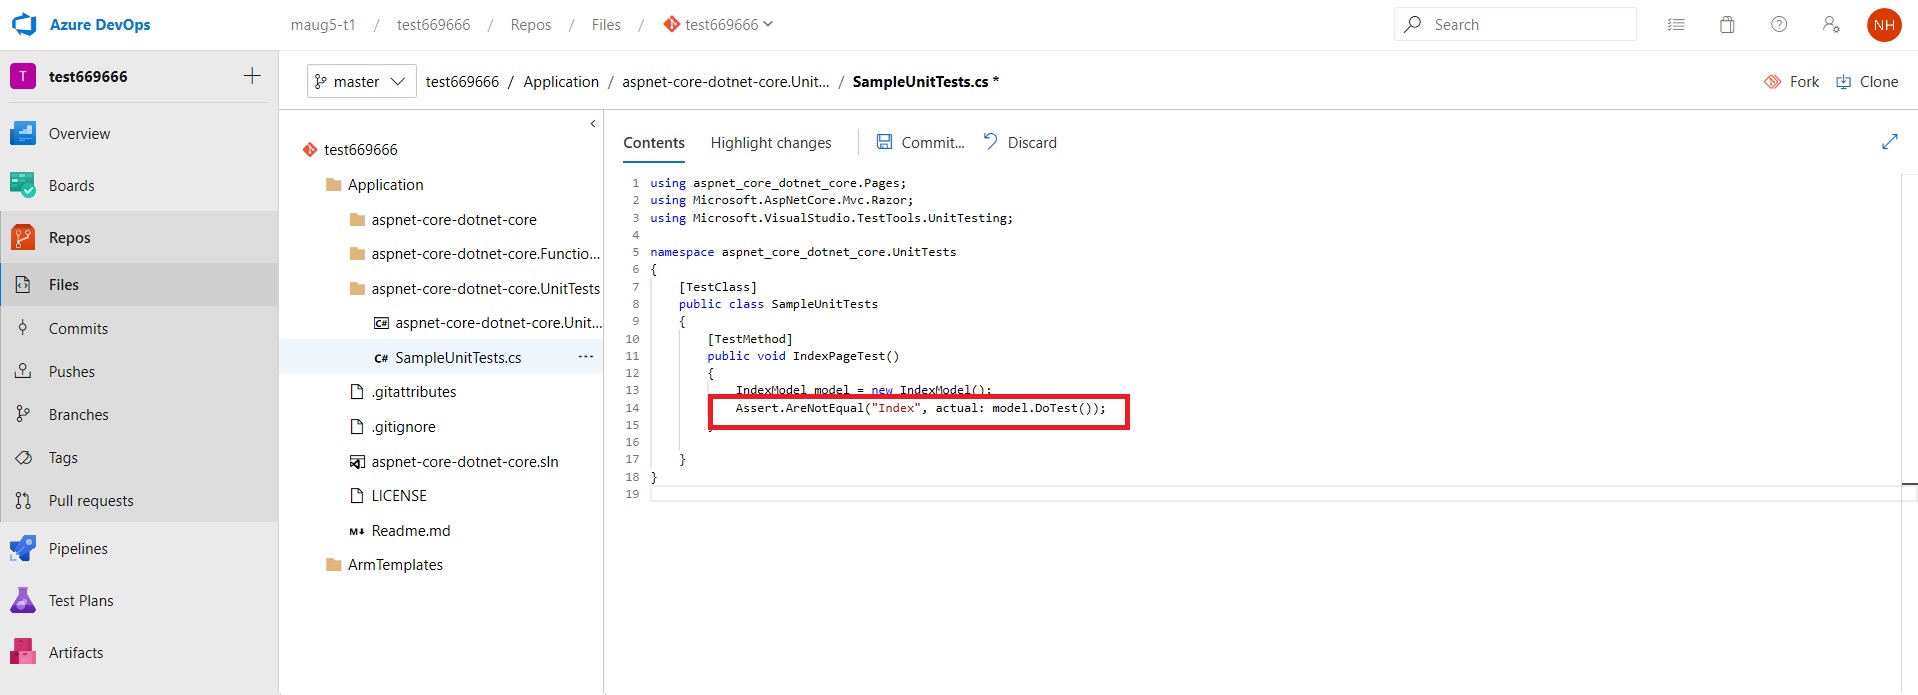 Azure DevOps
maug5-t1 / test669666 / Repos / Files / test669666
Search
NH
T test669666
master test669666 / Application / aspnet-core-dotnet-core.Unit... / SampleUnitTests.cs *
Fork Clone
Overview
Boards
Repos
Files
Commits
Pushes
Branches
Tags
Pull requests
Pipelines
Test Plans
Artifacts
test669666
Application
aspnet-core-dotnet-core
aspnet-core-dotnet-core.Functio...
aspnet-core-dotnet-core.UnitTests
C# aspnet-core-dotnet-core.Unit...
C# SampleUnitTests.cs ...
.gitattributes
.gitignore
aspnet-core-dotnet-core.sln
LICENSE
M↓ Readme.md
ArmTemplates
Contents Highlight changes Commit... Discard
1 using aspnet_core_dotnet_core.Pages;
2 using Microsoft.AspNetCore.Mvc.Razor;
3 using Microsoft.VisualStudio.TestTools.UnitTesting;
4
5 namespace aspnet_core_dotnet_core.UnitTests
6 {
7 [TestClass]
8 public class SampleUnitTests
9 {
10 [TestMethod]
11 public void IndexPageTest()
12 {
13 IndexModel model = new IndexModel();
14 Assert.AreNotEqual("Index", actual: model.DoTest());
15
16
17 }
18 }
19